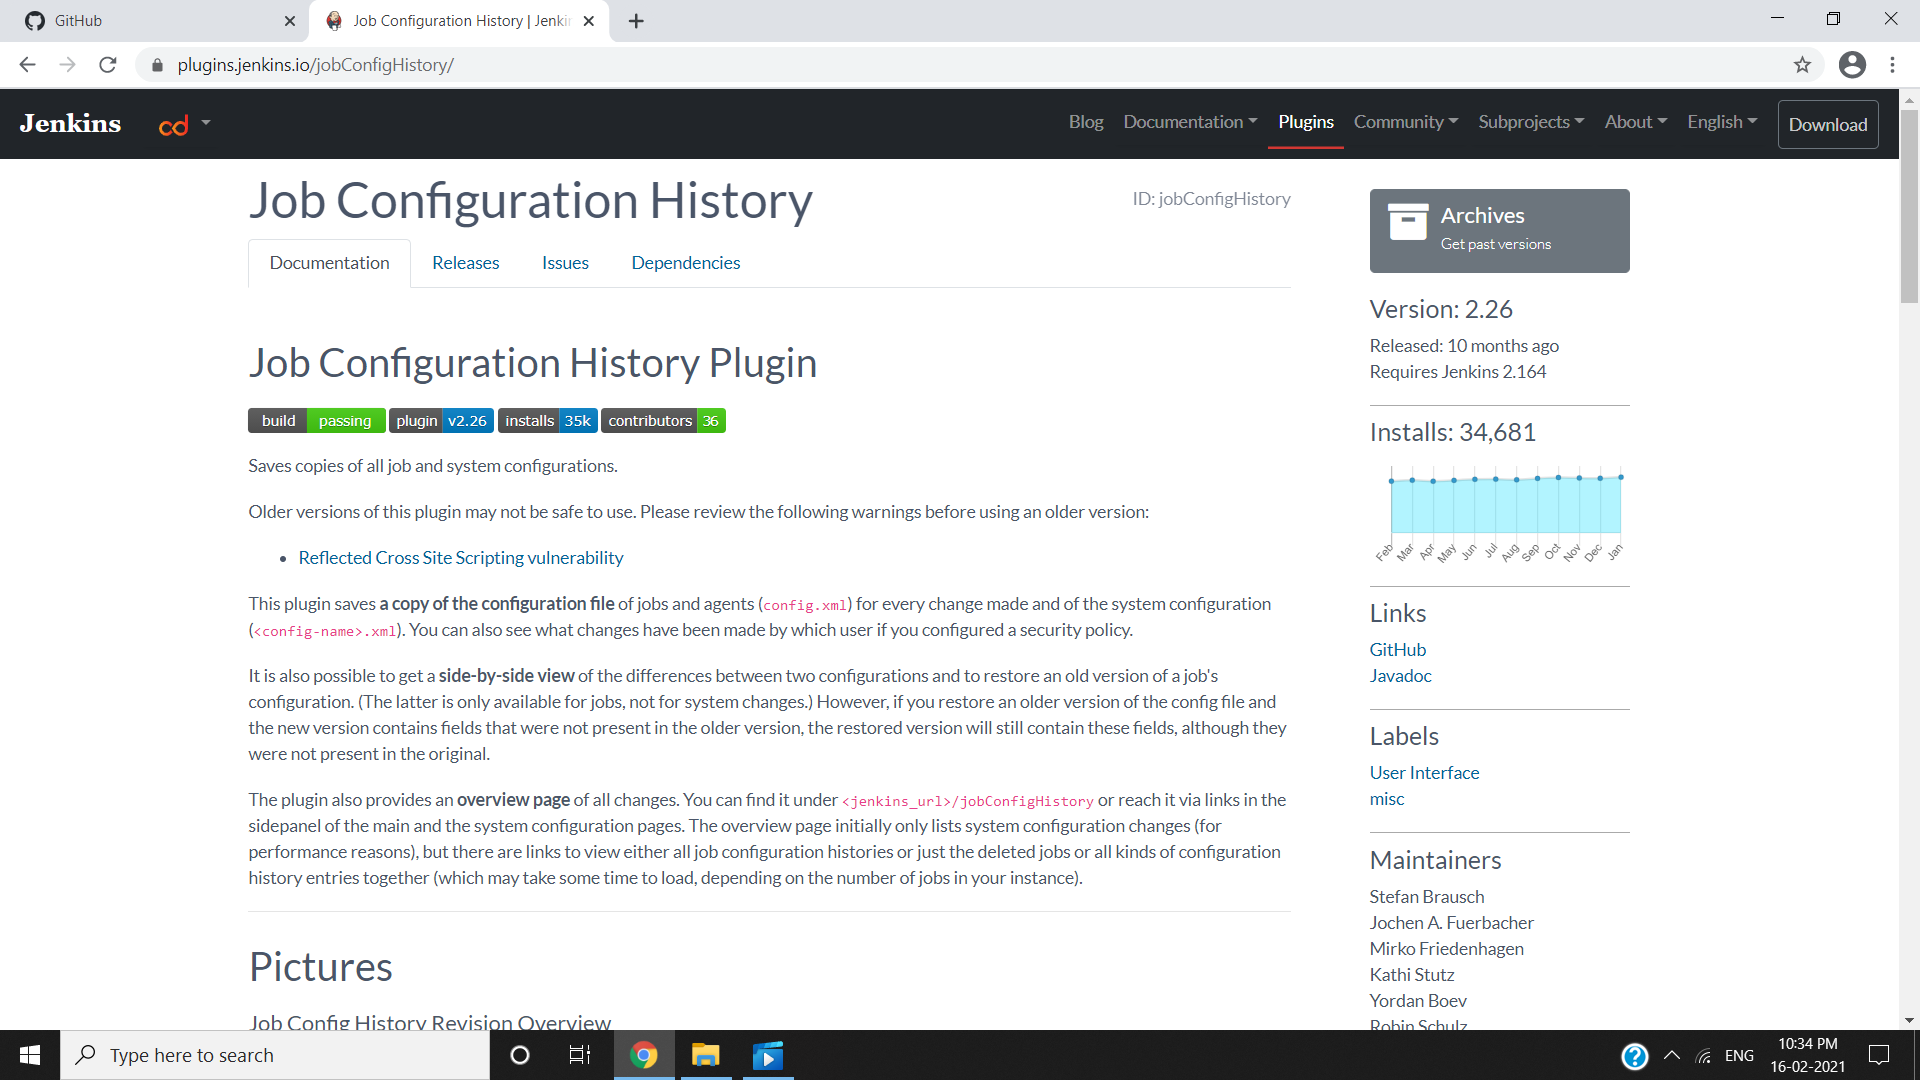 GitHub
Job Configuration History | Jenkin
plugins.jenkins.io/jobConfigHistory/
Jenkins
cd
Blog
Documentation
Plugins
Community
Subprojects
About
English
Download
Job Configuration History
ID: jobConfigHistory
Documentation
Releases
Issues
Dependencies
Job Configuration History Plugin
build passing
plugin v2.26
installs 35k
contributors 36
Saves copies of all job and system configurations.
Older versions of this plugin may not be safe to use. Please review the following warnings before using an older version:
Reflected Cross Site Scripting vulnerability
This plugin saves a copy of the configuration file of jobs and agents (config.xml) for every change made and of the system configuration
(<config-name>.xml). You can also see what changes have been made by which user if you configured a security policy.
It is also possible to get a side-by-side view of the differences between two configurations and to restore an old version of a job's
configuration. (The latter is only available for jobs, not for system changes.) However, if you restore an older version of the config file and
the new version contains fields that were not present in the older version, the restored version will still contain these fields, although they
were not present in the original.
The plugin also provides an overview page of all changes. You can find it under <jenkins_url>/jobConfigHistory or reach it via links in the
sidepanel of the main and the system configuration pages. The overview page initially only lists system configuration changes (for
performance reasons), but there are links to view either all job configuration histories or just the deleted jobs or all kinds of configuration
history entries together (which may take some time to load, depending on the number of jobs in your instance).
Pictures
Job Config History Revision Overview
Archives
Get past versions
Version: 2.26
Released: 10 months ago
Requires Jenkins 2.164
Installs: 34,681
Feb Mar Apr May Jun Jul Aug Sep Oct Nov Dec Jan
Links
GitHub
Javadoc
Labels
User Interface
misc
Maintainers
Stefan Brausch
Jochen A. Fuerbacher
Mirko Friedenhagen
Kathi Stutz
Yordan Boev
Robin Schulz
Type here to search
ENG
10:34 PM
16-02-2021